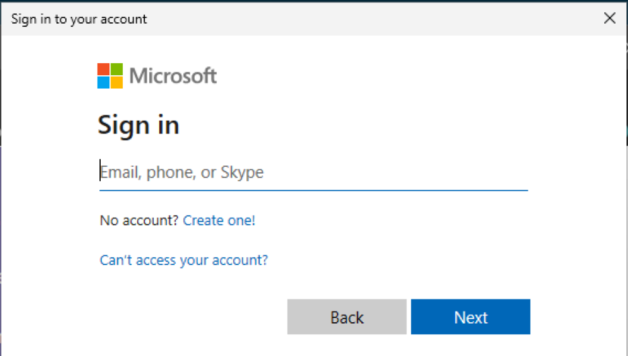 Sign in to your account
Microsoft
Sign in
Email, phone, or Skype
No account? Create one!
Can't access your account?
Back Next